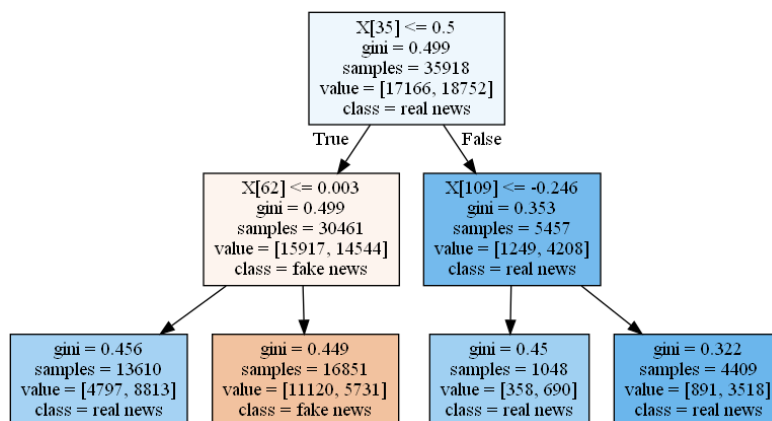 X[35] <= 0.5
gini = 0.499
samples = 35918
value = [17166, 18752]
class = real news
True
False
X[62] <= 0.003
gini = 0.499
samples = 30461
value = [15917, 14544]
class = fake news
X[109] <= -0.246
gini = 0.353
samples = 5457
value = [1249, 4208]
class = real news
gini = 0.456
samples = 13610
value = [4797, 8813]
class = real news
gini = 0.449
samples = 16851
value = [11120, 5731]
class = fake news
gini = 0.45
samples = 1048
value = [358, 690]
class = real news
gini = 0.322
samples = 4409
value = [891, 3518]
class = real news